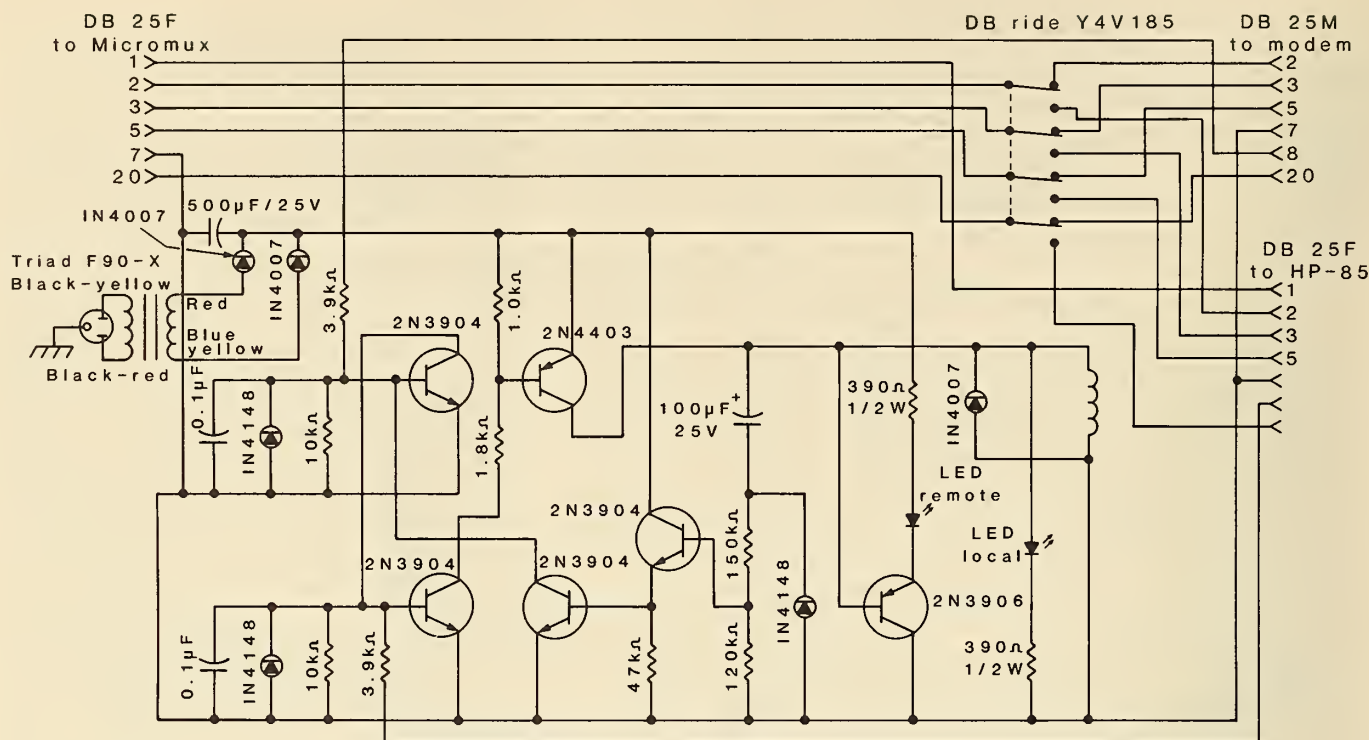 DB 25F
to Micromux
1
2
3
5
7
20
DB ride Y4V185
DB 25M
to modem
2
3
5
7
8
20
500µF/25V
IN4007
Triad F90-X
Black-yellow
Red
Blue
yellow
Black-red
IN4007
3.9kΩ
2N3904
1.0kΩ
2N4403
DB 25F
to HP-85
1
2
3
5
0.1µF
IN4148
10kΩ
1.8kΩ
100µF
+
25V
390Ω
1/2W
IN4007
LED
remote
LED
local
2N3904
150kΩ
IN4148
2N3904
2N3904
2N3906
0.1µF
IN4148
10kΩ
3.9kΩ
47kΩ
120kΩ
390Ω
1/2W